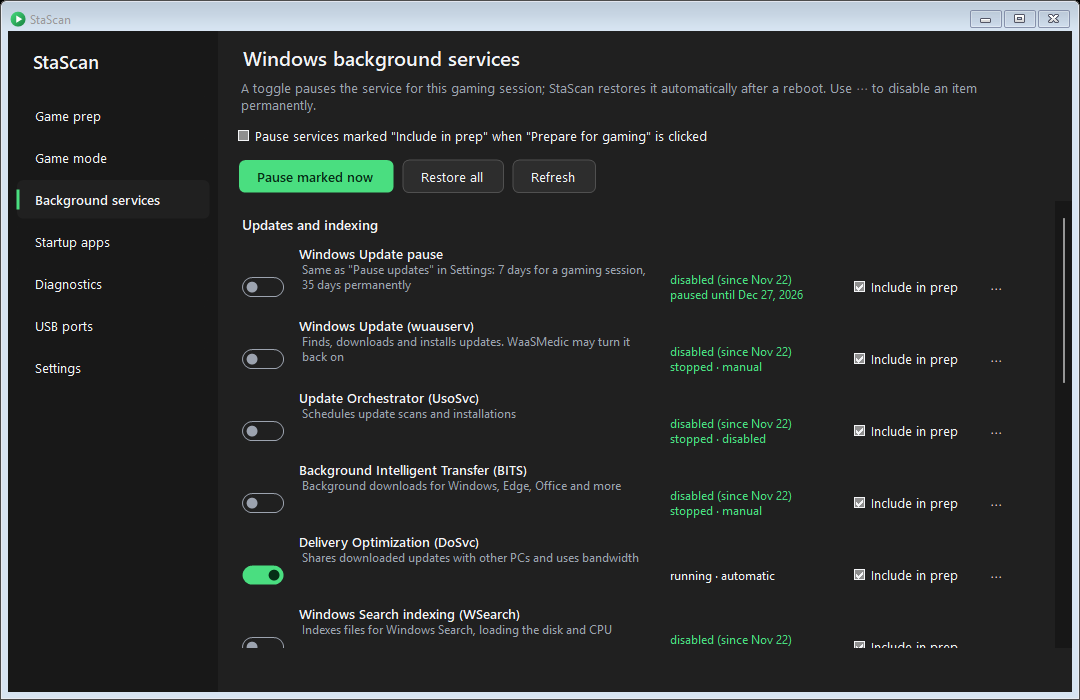 StaScan
StaScan
Game prep
Game mode
Background services
Startup apps
Diagnostics
USB ports
Settings
Windows background services
A toggle pauses the service for this gaming session; StaScan restores it automatically after a reboot. Use ··· to disable an item
permanently.
Pause services marked "Include in prep" when "Prepare for gaming" is clicked
Pause marked now
Restore all
Refresh
Updates and indexing
Windows Update pause
Same as "Pause updates" in Settings: 7 days for a gaming session,
35 days permanently
disabled (since Nov 22)
paused until Dec 27, 2026
Include in prep
...
Windows Update (wuauserv)
Finds, downloads and installs updates. WaaSMedic may turn it
back on
disabled (since Nov 22)
stopped · manual
Include in prep
...
Update Orchestrator (UsoSvc)
Schedules update scans and installations
disabled (since Nov 22)
stopped · disabled
Include in prep
...
Background Intelligent Transfer (BITS)
Background downloads for Windows, Edge, Office and more
disabled (since Nov 22)
stopped · manual
Include in prep
...
Delivery Optimization (DoSvc)
Shares downloaded updates with other PCs and uses bandwidth
running · automatic
Include in prep
...
Windows Search indexing (WSearch)
Indexes files for Windows Search, loading the disk and CPU
disabled (since Nov 22)
Include in prep